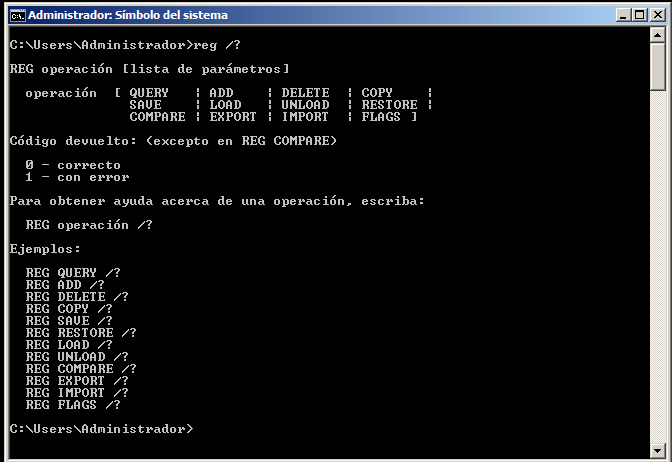 Administrador: Símbolo del sistema
C:\Users\Administrador>reg /?
REG operación [lista de parámetros]
operación [ QUERY | ADD | DELETE | COPY |
SAVE | LOAD | UNLOAD | RESTORE |
COMPARE | EXPORT | IMPORT | FLAGS ]
Código devuelto: (excepto en REG COMPARE)
0 - correcto
1 - con error
Para obtener ayuda acerca de una operación, escriba:
REG operación /?
Ejemplos:
REG QUERY /?
REG ADD /?
REG DELETE /?
REG COPY /?
REG SAVE /?
REG RESTORE /?
REG LOAD /?
REG UNLOAD /?
REG COMPARE /?
REG EXPORT /?
REG IMPORT /?
REG FLAGS /?
C:\Users\Administrador>